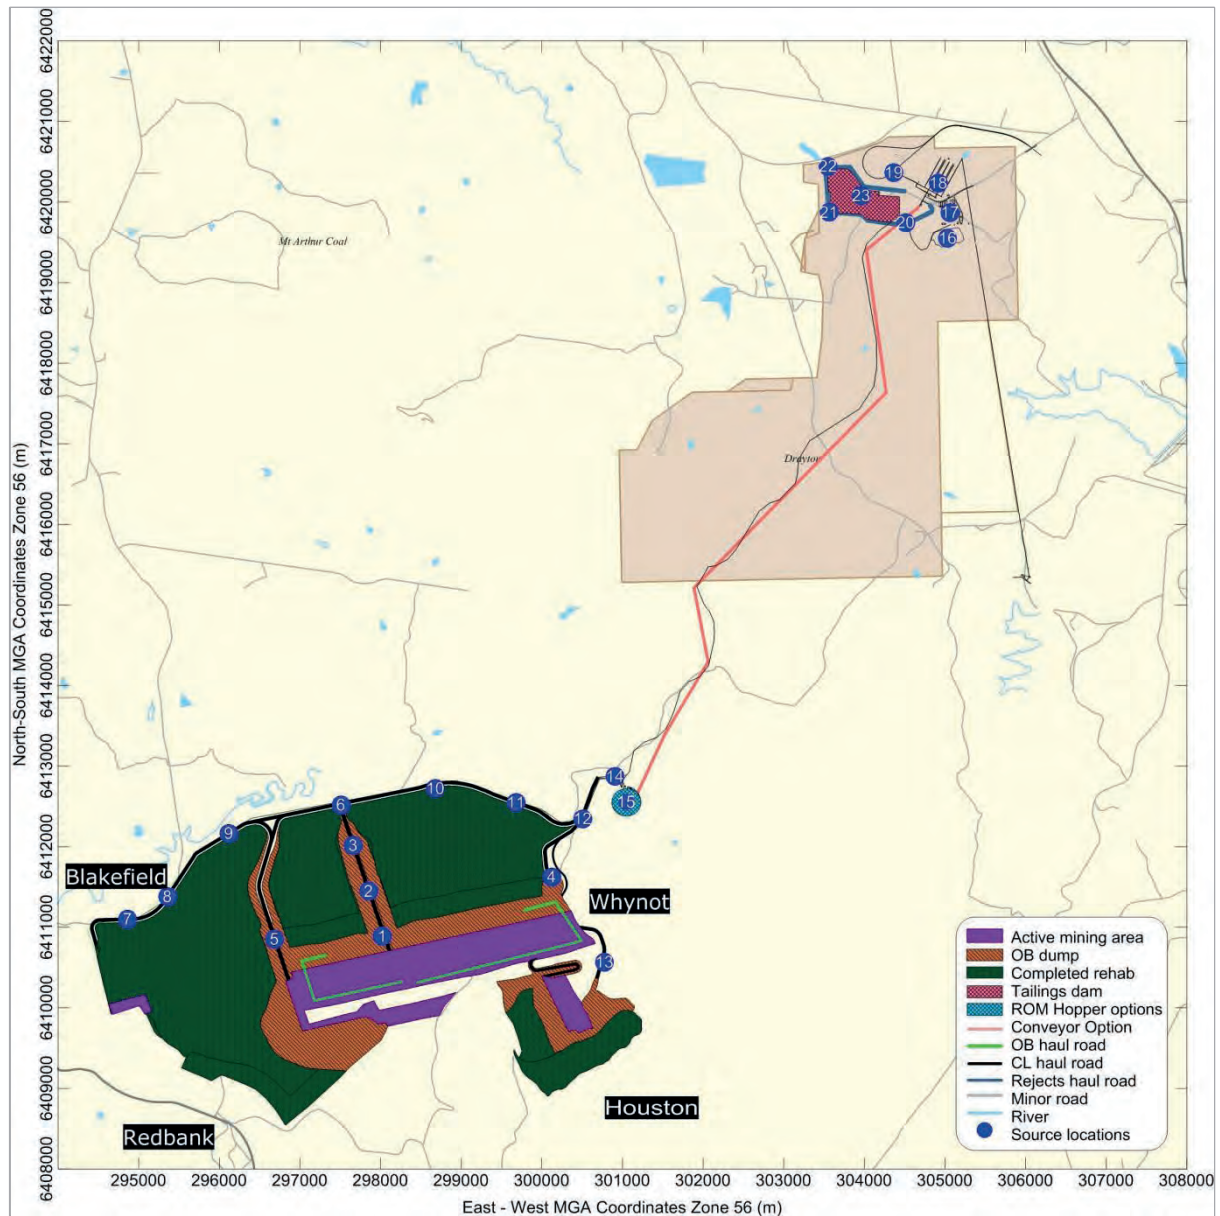 6422000
6421000
6420000
6419000
6418000
6417000
6416000
6415000
6414000
6413000
6412000
6411000
6410000
6409000
6408000
North-South MGA Coordinates Zone 56 (m)
22
19
18
23
21
17
20
16
Mt Arthur Coal
Drayton
14
10
15
6
11
12
9
3
4
2
8
7
1
5
13
Blakefield
Whynot
Houston
Redbank
Active mining area
OB dump
Completed rehab
Tailings dam
ROM Hopper options
Conveyor Option
OB haul road
CL haul road
Rejects haul road
Minor road
River
Source locations
295000 296000 297000 298000 299000 300000 301000 302000 303000 304000 305000 306000 307000 308000
East - West MGA Coordinates Zone 56 (m)